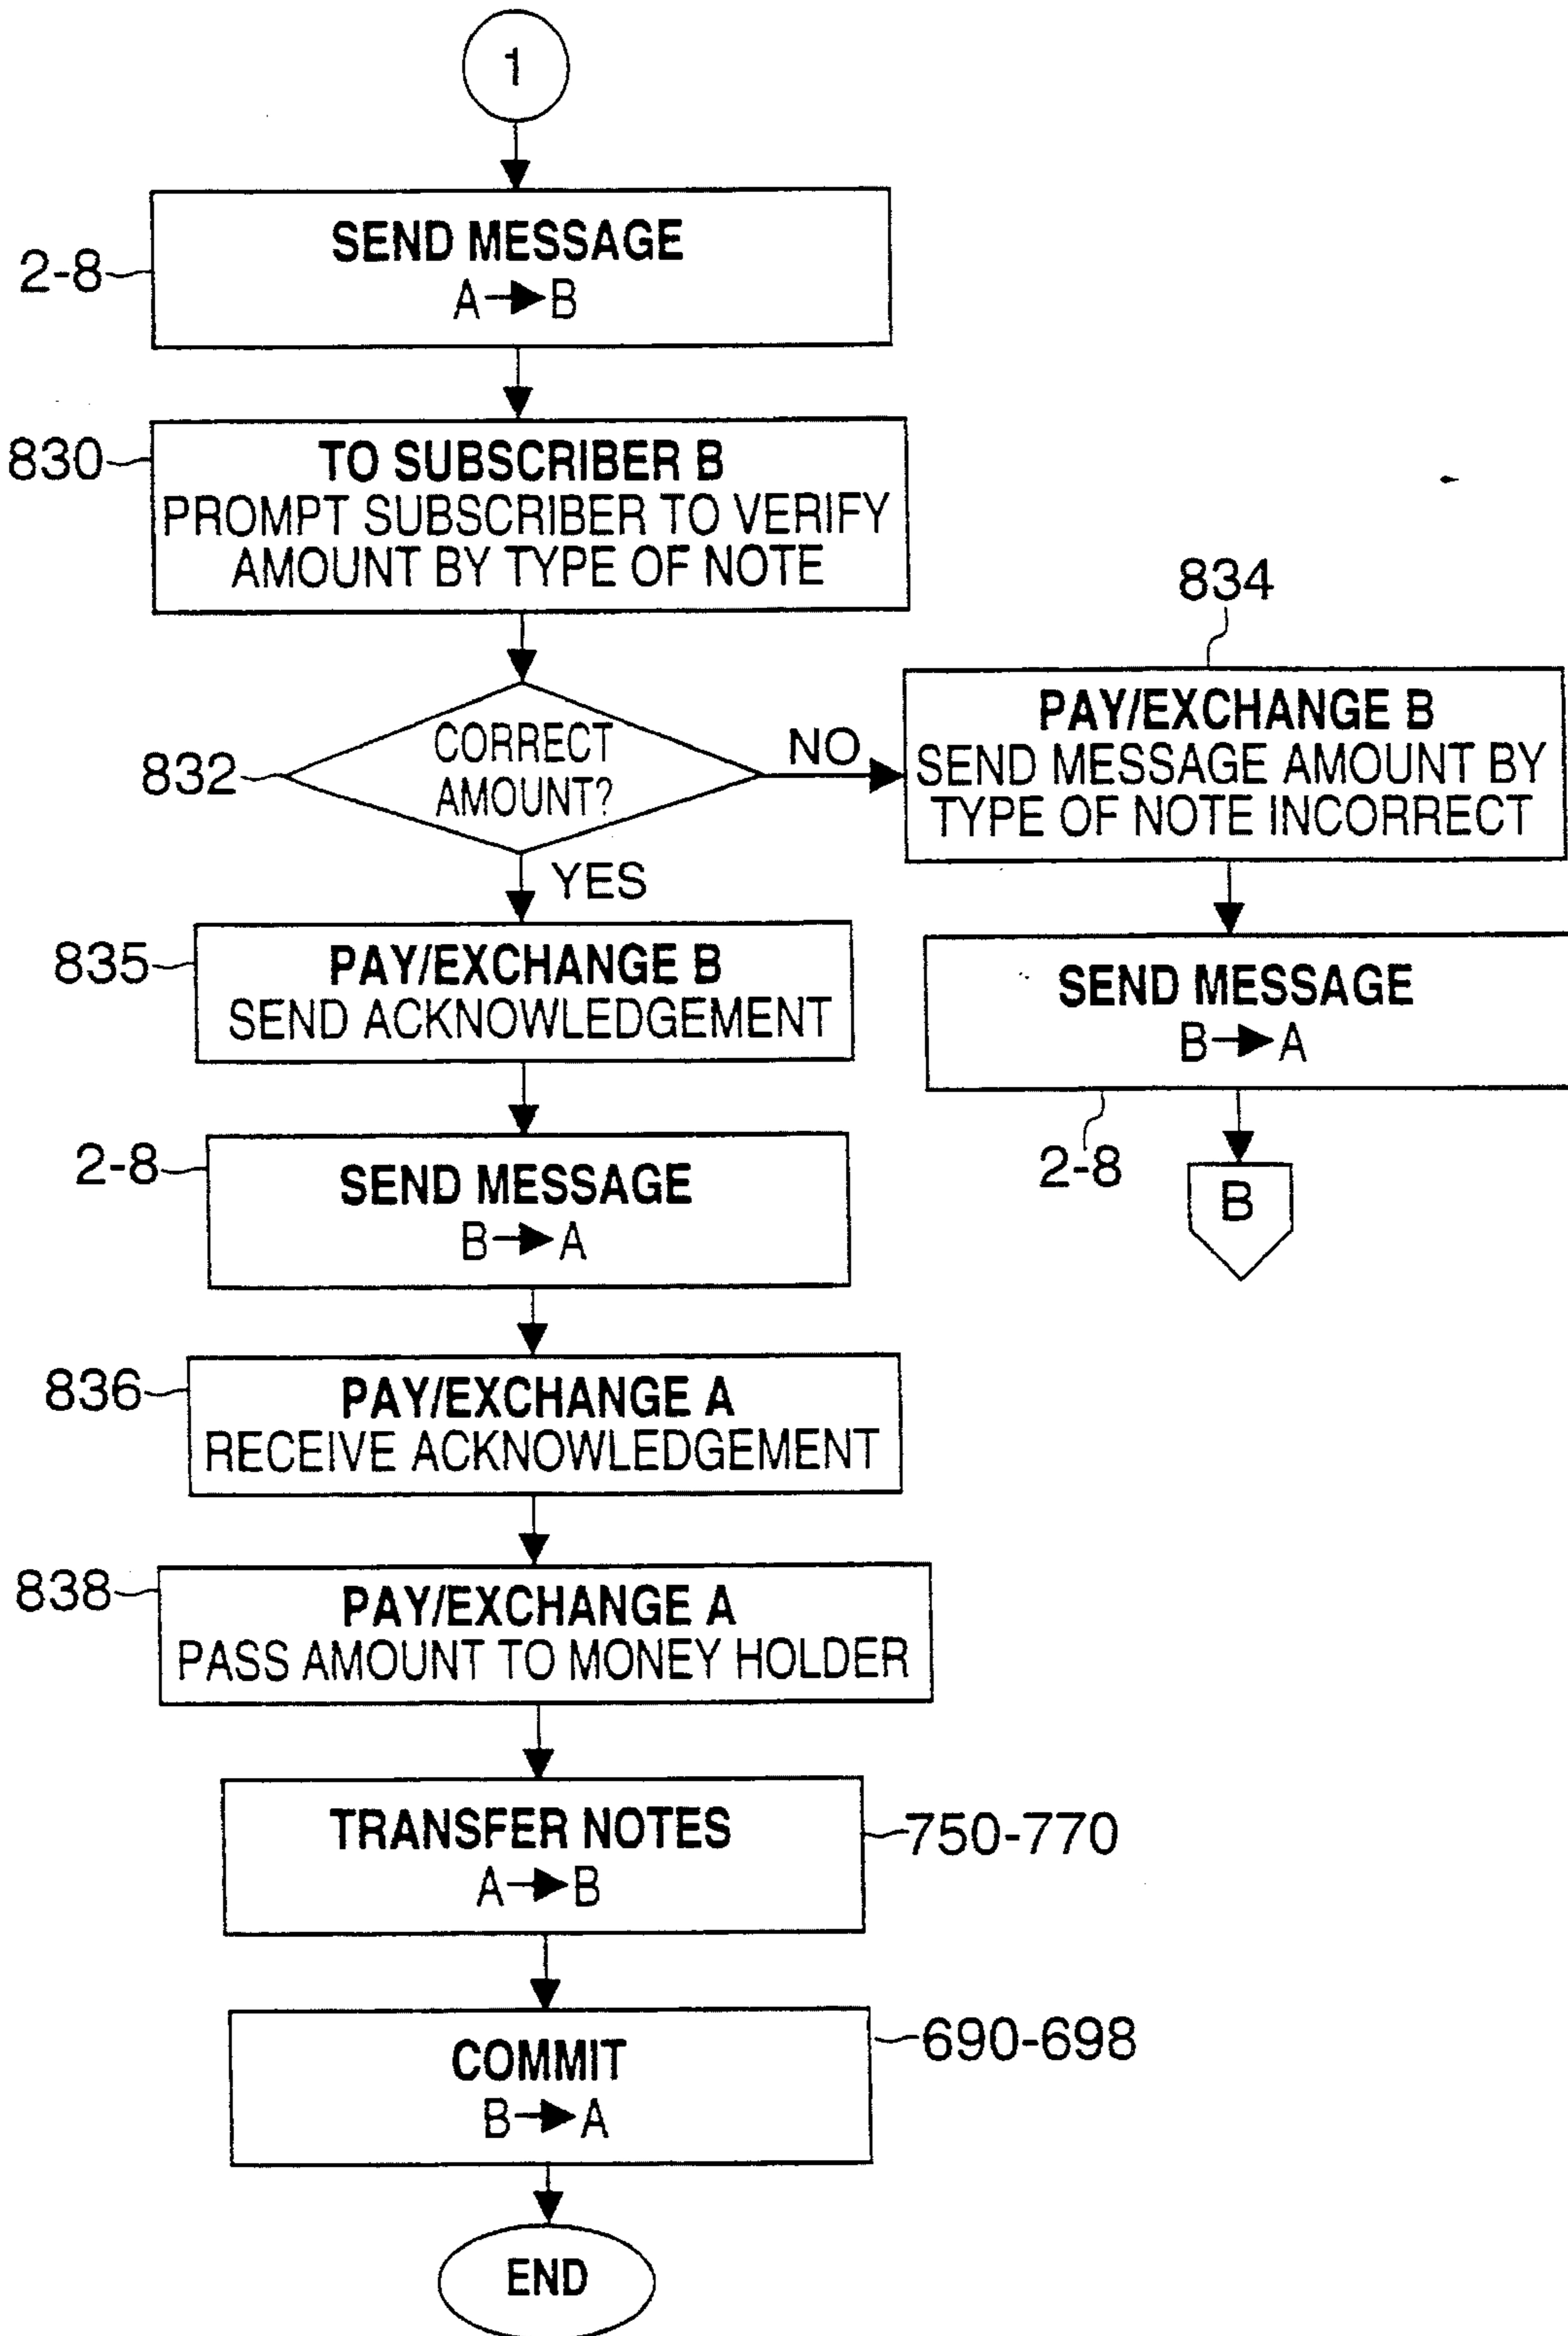 1
2-8
SEND MESSAGE
A→B
830
TO SUBSCRIBER B
PROMPT SUBSCRIBER TO VERIFY
AMOUNT BY TYPE OF NOTE
832
CORRECT
AMOUNT?
NO
834
PAY/EXCHANGE B
SEND MESSAGE AMOUNT BY
TYPE OF NOTE INCORRECT
SEND MESSAGE
B→A
2-8
B
YES
835
PAY/EXCHANGE B
SEND ACKNOWLEDGEMENT
2-8
SEND MESSAGE
B→A
836
PAY/EXCHANGE A
RECEIVE ACKNOWLEDGEMENT
838
PAY/EXCHANGE A
PASS AMOUNT TO MONEY HOLDER
TRANSFER NOTES
A→B
750-770
COMMIT
B→A
690-698
END